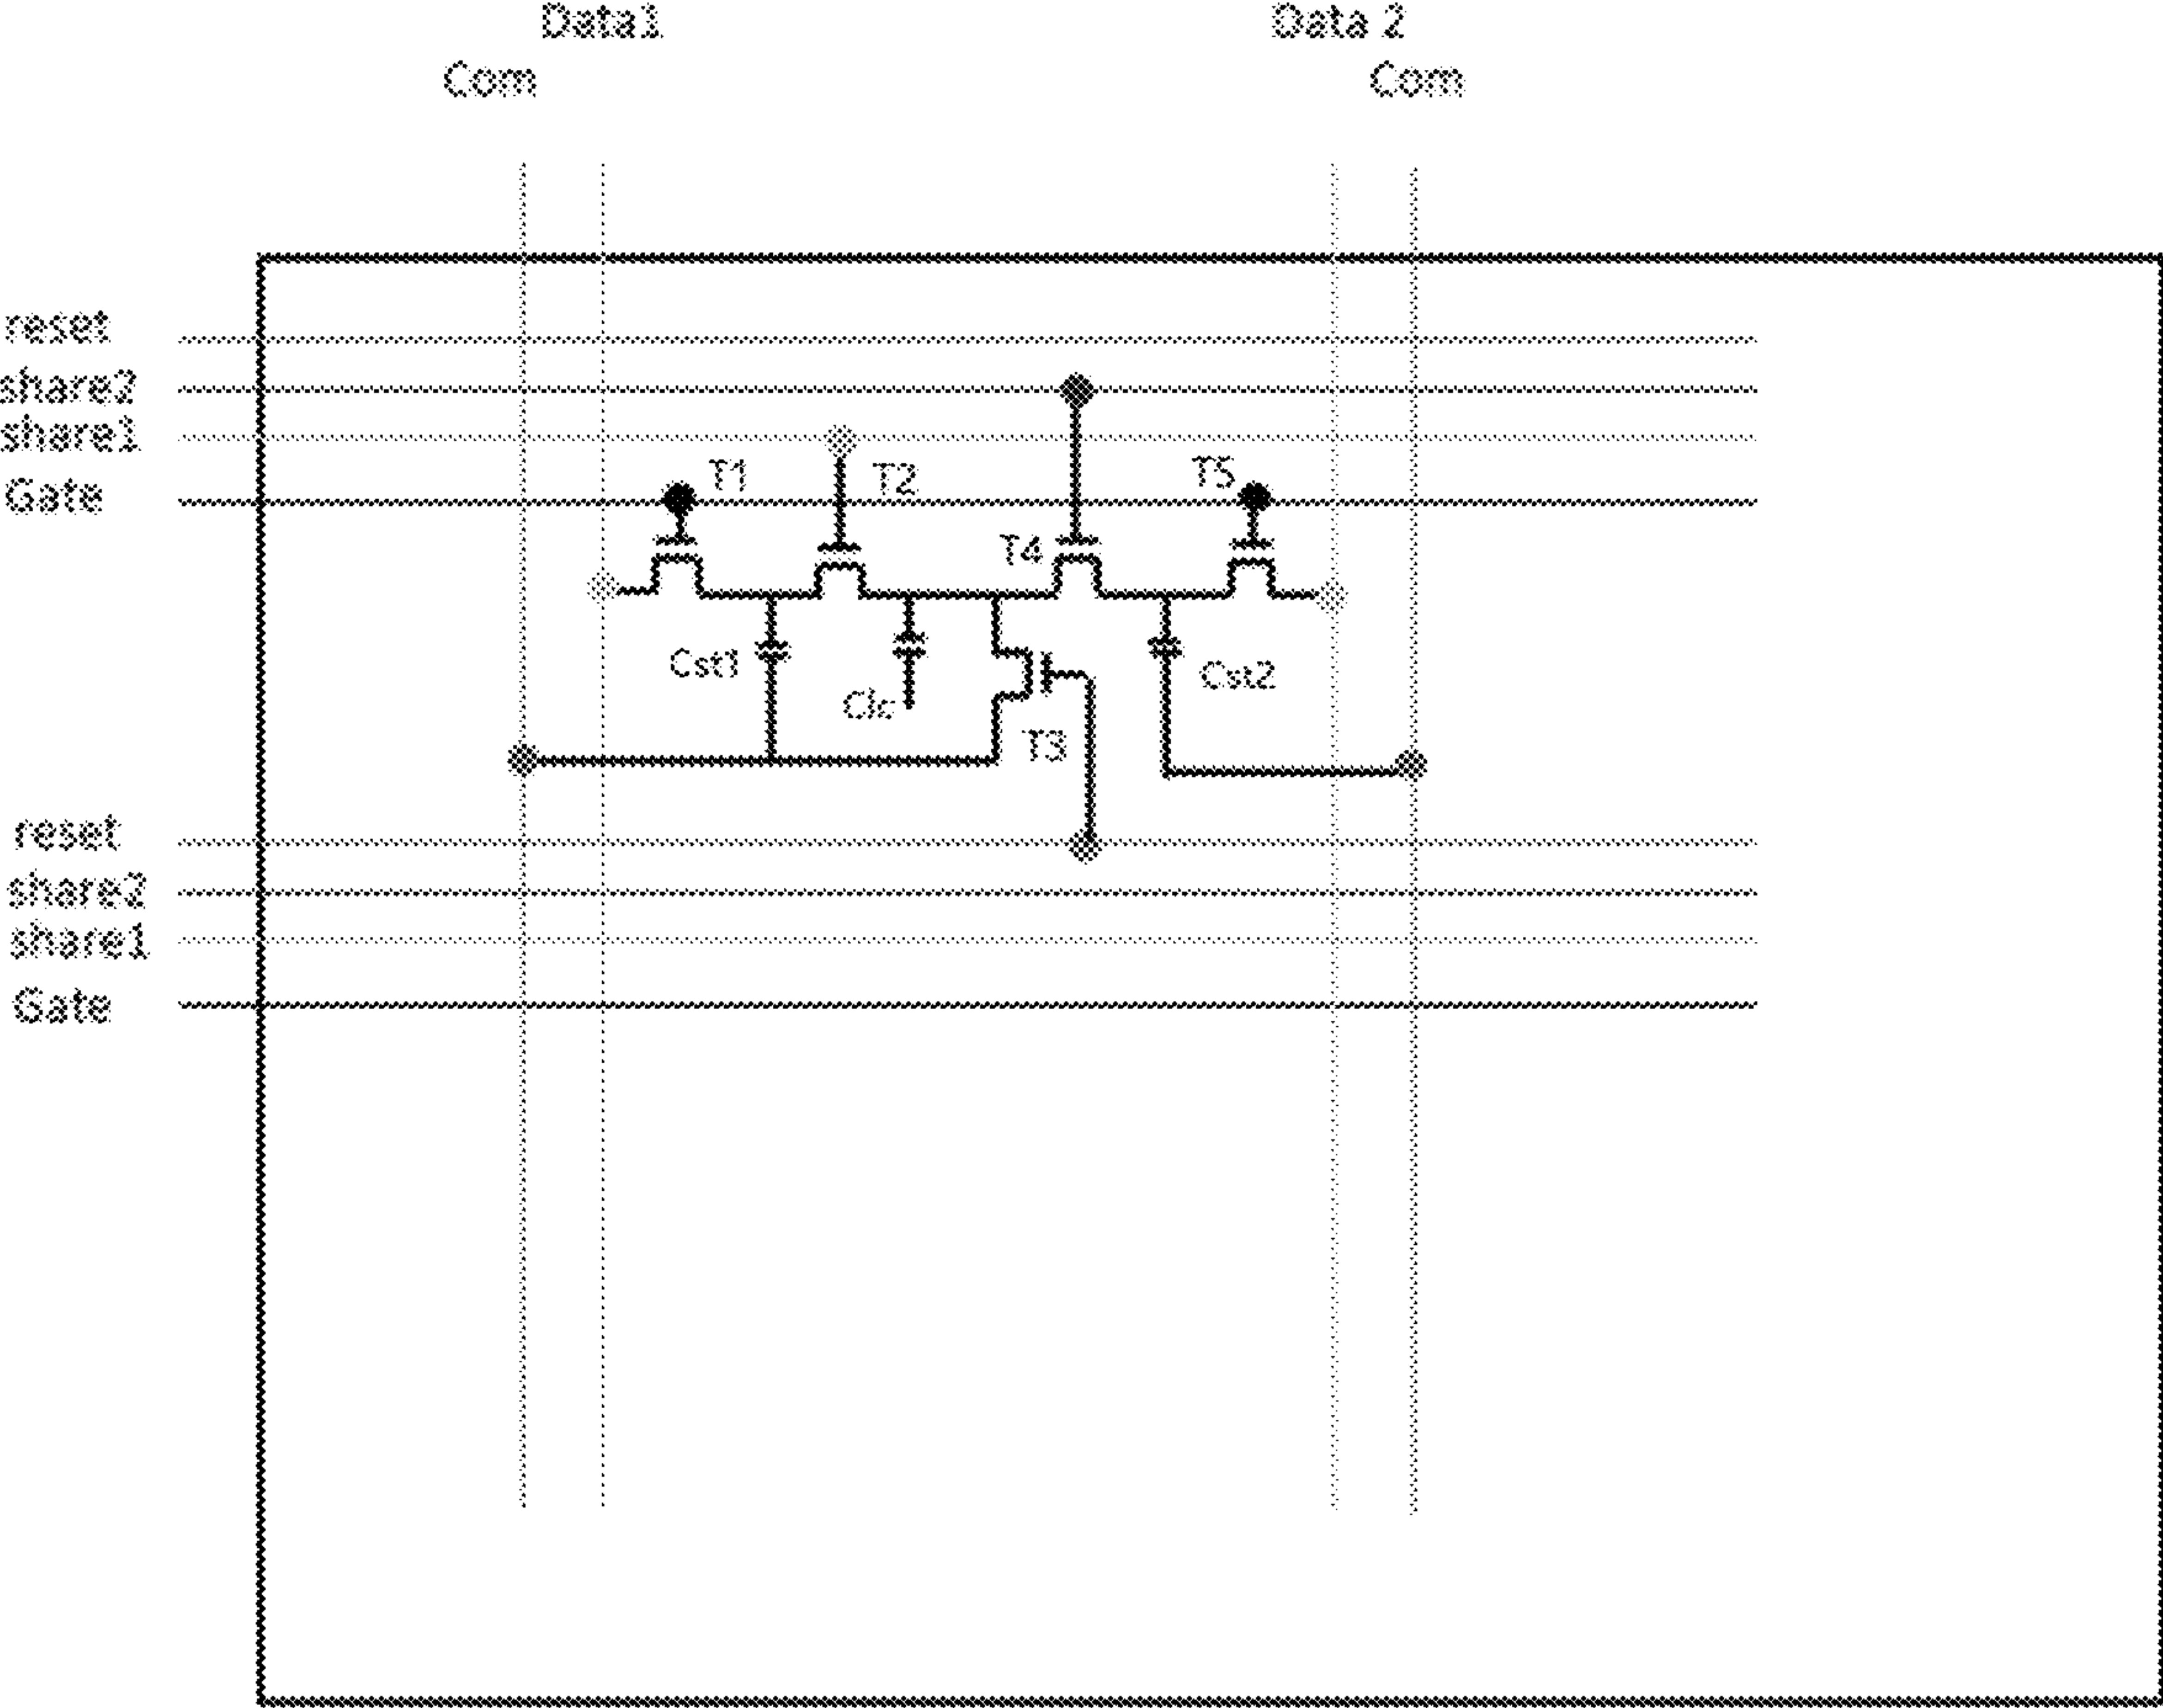 Data1 Data 2
Com Com
reset
share2
share1
Gate
T1 T2 T5
T4
Cst1 Cst2
Clc
T3
reset
share2
share1
Gate